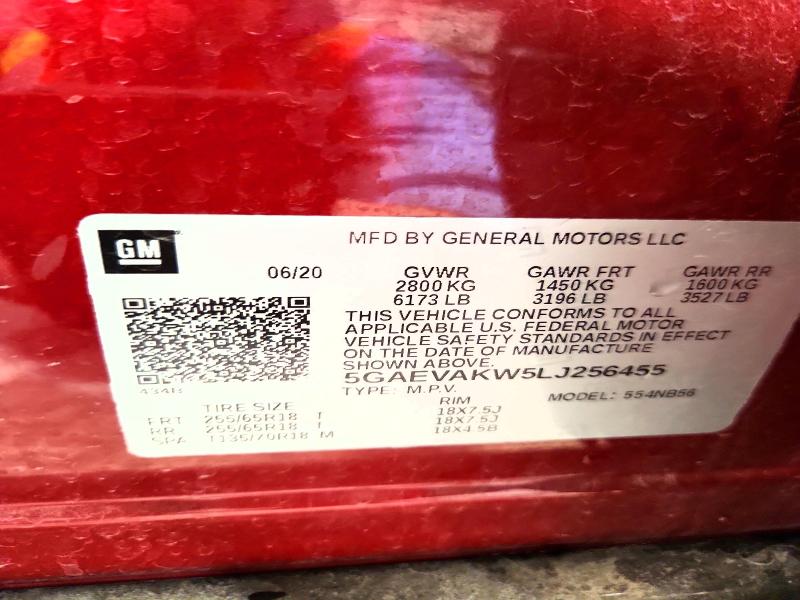 GM
MFD BY GENERAL MOTORS LLC
06/20 GVWR GAWR FRT GAWR RR
2800 KG 1450 KG 1600 KG
6173 LB 3196 LB 3527 LB
THIS VEHICLE CONFORMS TO ALL
APPLICABLE U.S. FEDERAL MOTOR
VEHICLE SAFETY STANDARDS IN EFFECT
ON THE DATE OF MANUFACTURE
SHOWN ABOVE.
5GAEVAKW5LJ256455
434B TYPE: M.P.V. MODEL: 554NB56
TIRE SIZE RIM
FRT 255/65R18 T 18X7.5J
RR 255/65R18 T 18X7.5J
SPA T135/70R18 M 18X4.5B